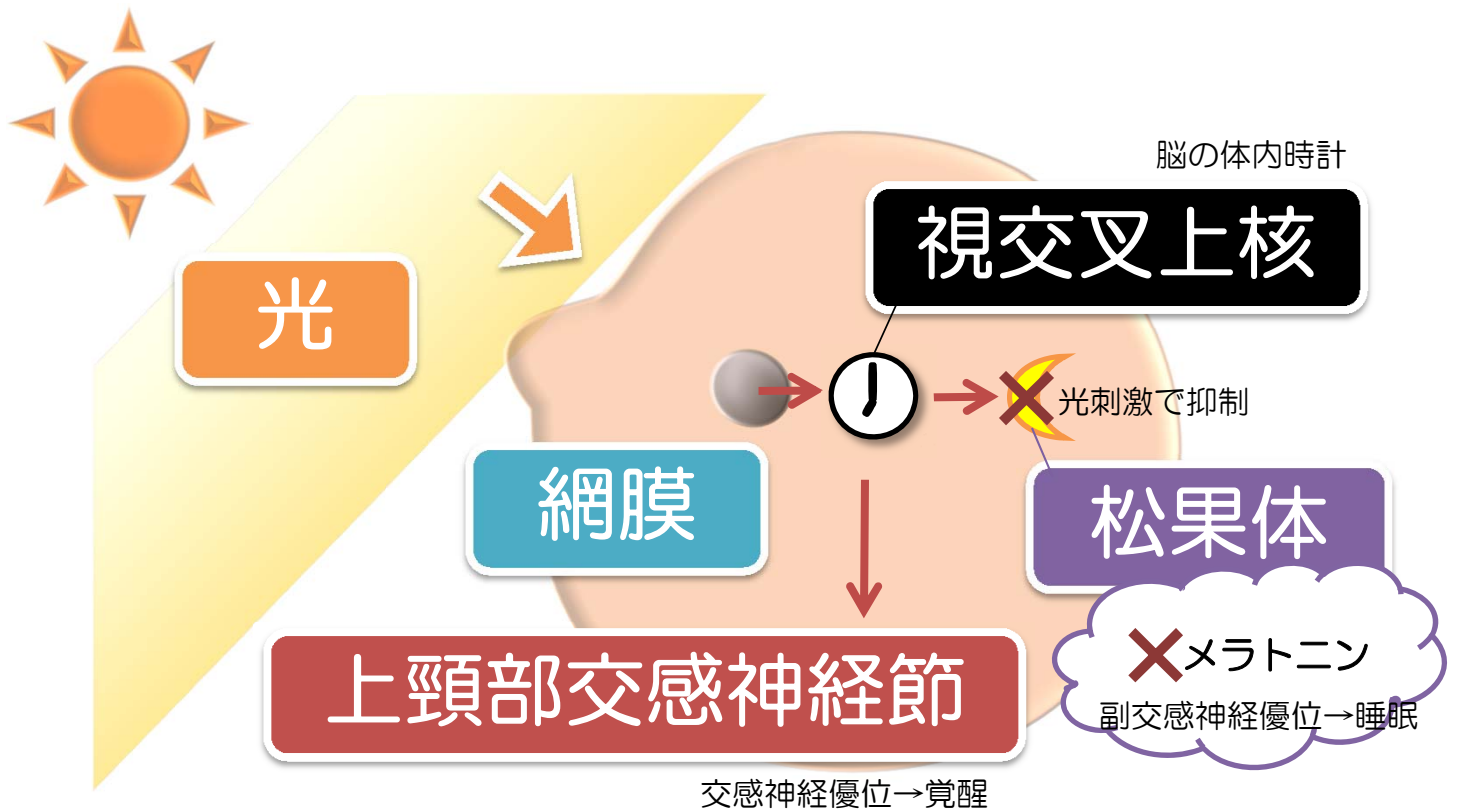 脳の体内時計
視交叉上核
光
光刺激で抑制
網膜
松果体
メラトニン
副交感神経優位→睡眠
上頸部交感神経節
交感神経優位→覚醒